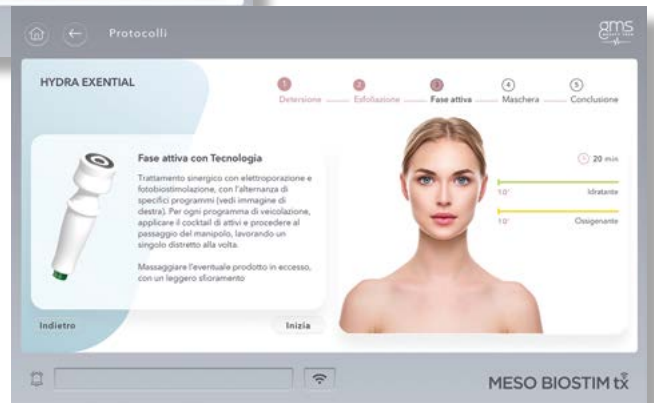 Protocolli
gms
HYDRA EXENTIAL
1 2 3 4 5
Detersione Esfoliazione Fase attiva Maschera Conclusione
Fase attiva con Tecnologia
Trattamento sinergico con elettroporazione e
fotobiostimolazione, con l'alternanza di
specifici programmi (vedi immagine di
destra). Per ogni programma di veicolazione,
applicare il cocktail di attivi e procedere al
passaggio del manipolo, lavorando un
singolo distretto alla volta.
Massaggiare l'eventuale prodotto in eccesso,
con un leggero sfioramento
20 min
10' Idratante
10' Ossigenante
Indietro
Inizia
MESO BIOSTIM tx